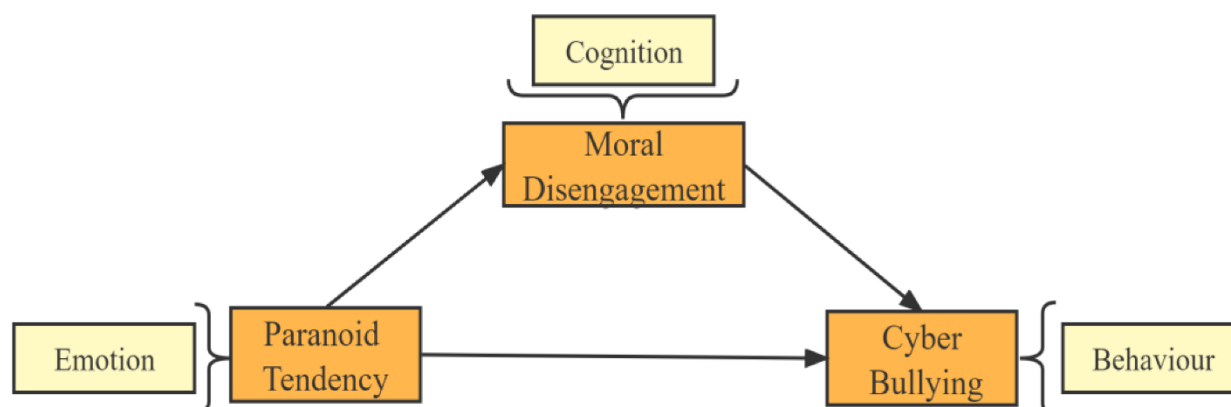 Cognition
Moral
Disengagement
Emotion
Paranoid
Tendency
Cyber
Bullying
Behaviour